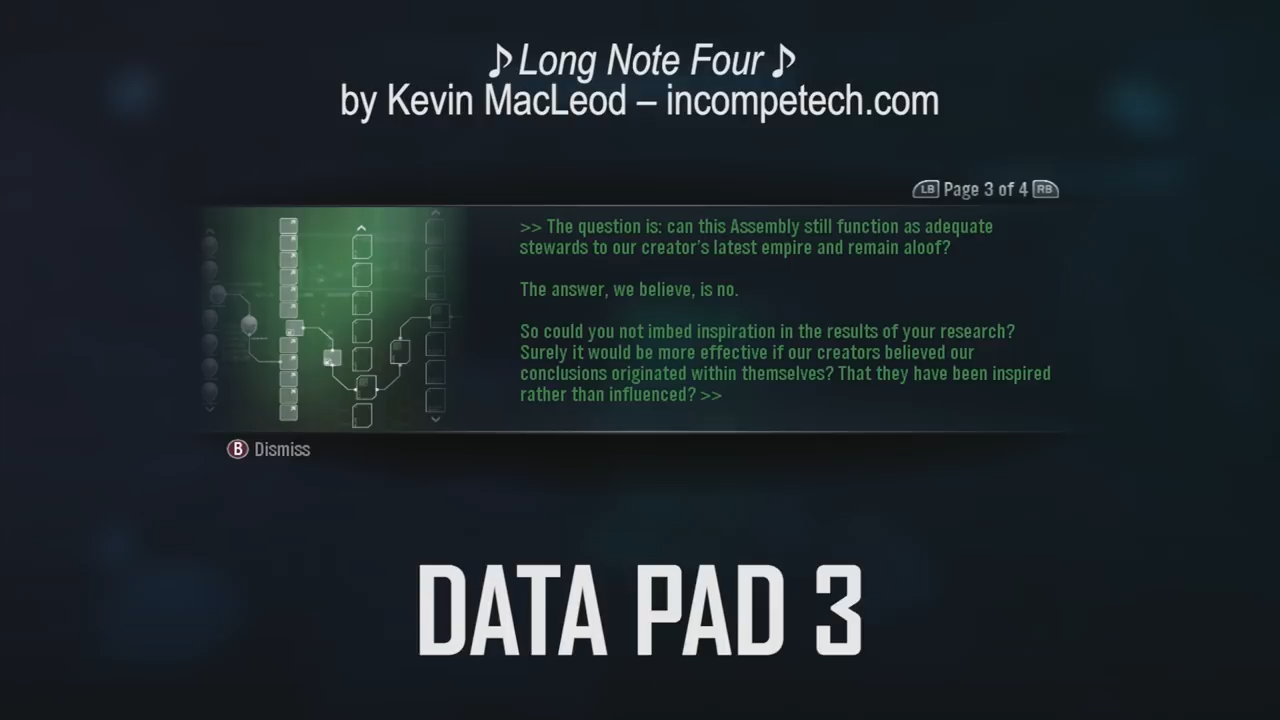 ♪ Long Note Four ♪
by Kevin MacLeod – incompetech.com
LB Page 3 of 4 RB
>> The question is: can this Assembly still function as adequate
stewards to our creator's latest empire and remain aloof?
The answer, we believe, is no.
So could you not imbed inspiration in the results of your research?
Surely it would be more effective if our creators believed our
conclusions originated within themselves? That they have been inspired
rather than influenced? >>
B Dismiss
DATA PAD 3